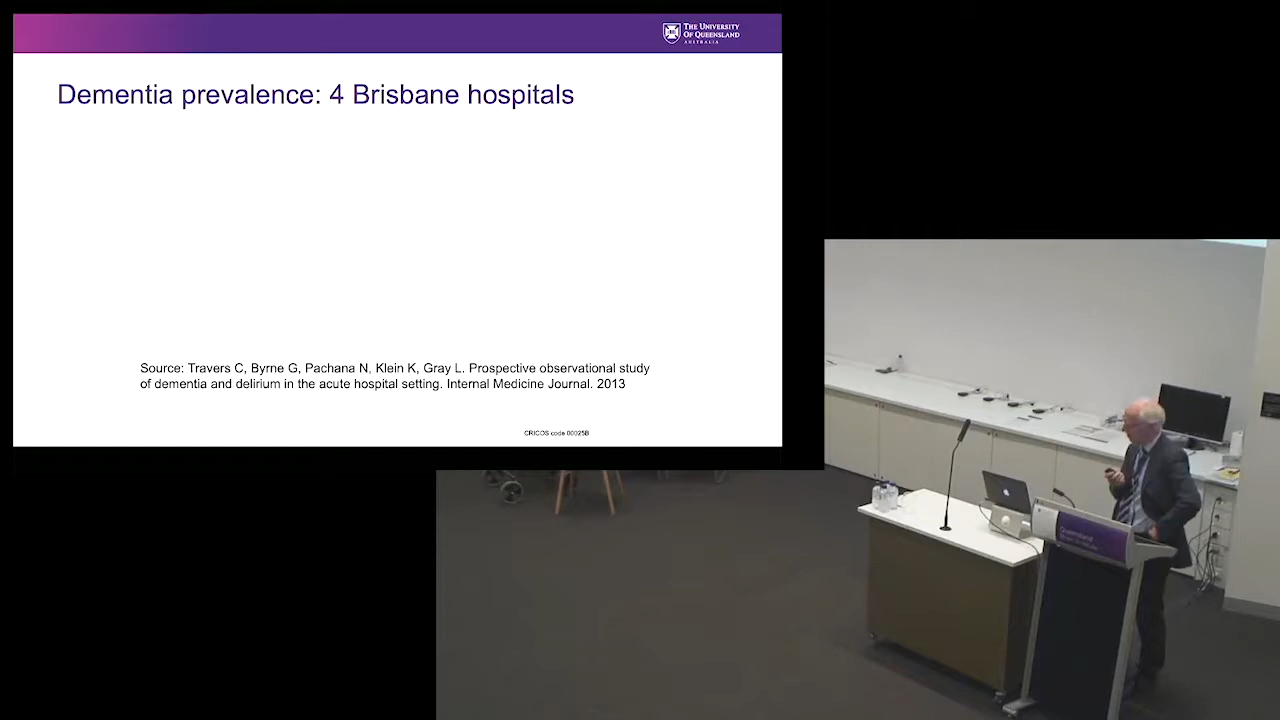 THE UNIVERSITY
OF QUEENSLAND
AUSTRALIA
Dementia prevalence: 4 Brisbane hospitals
Source: Travers C, Byrne G, Pachana N, Klein K, Gray L. Prospective observational study
of dementia and delirium in the acute hospital setting. Internal Medicine Journal. 2013
CRICOS code 00025B
Queensland